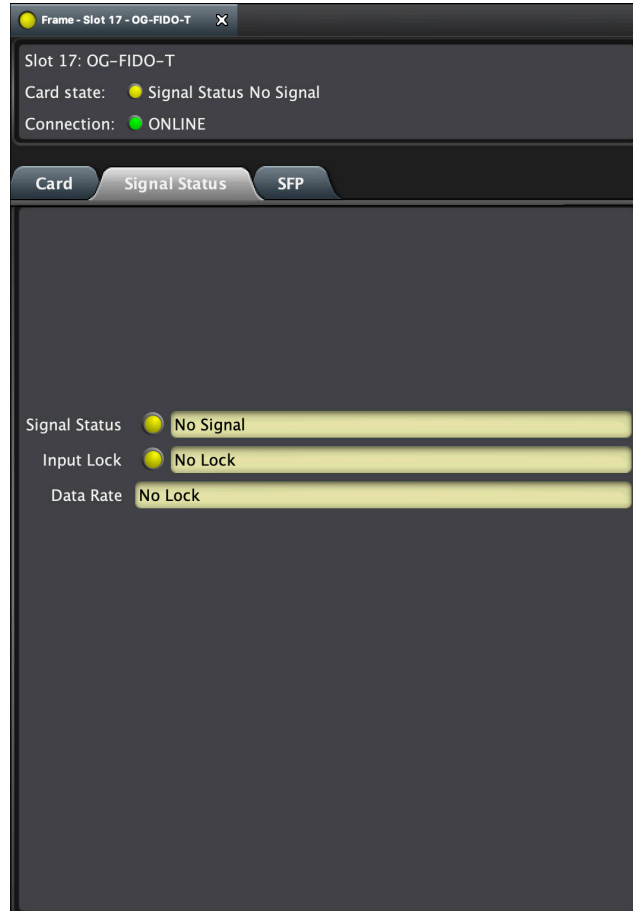 Frame - Slot 17 - OG-FIDO-T X
Slot 17: OG-FIDO-T
Card state: Signal Status No Signal
Connection: ONLINE
Card Signal Status SFP
Signal Status No Signal
Input Lock No Lock
Data Rate No Lock